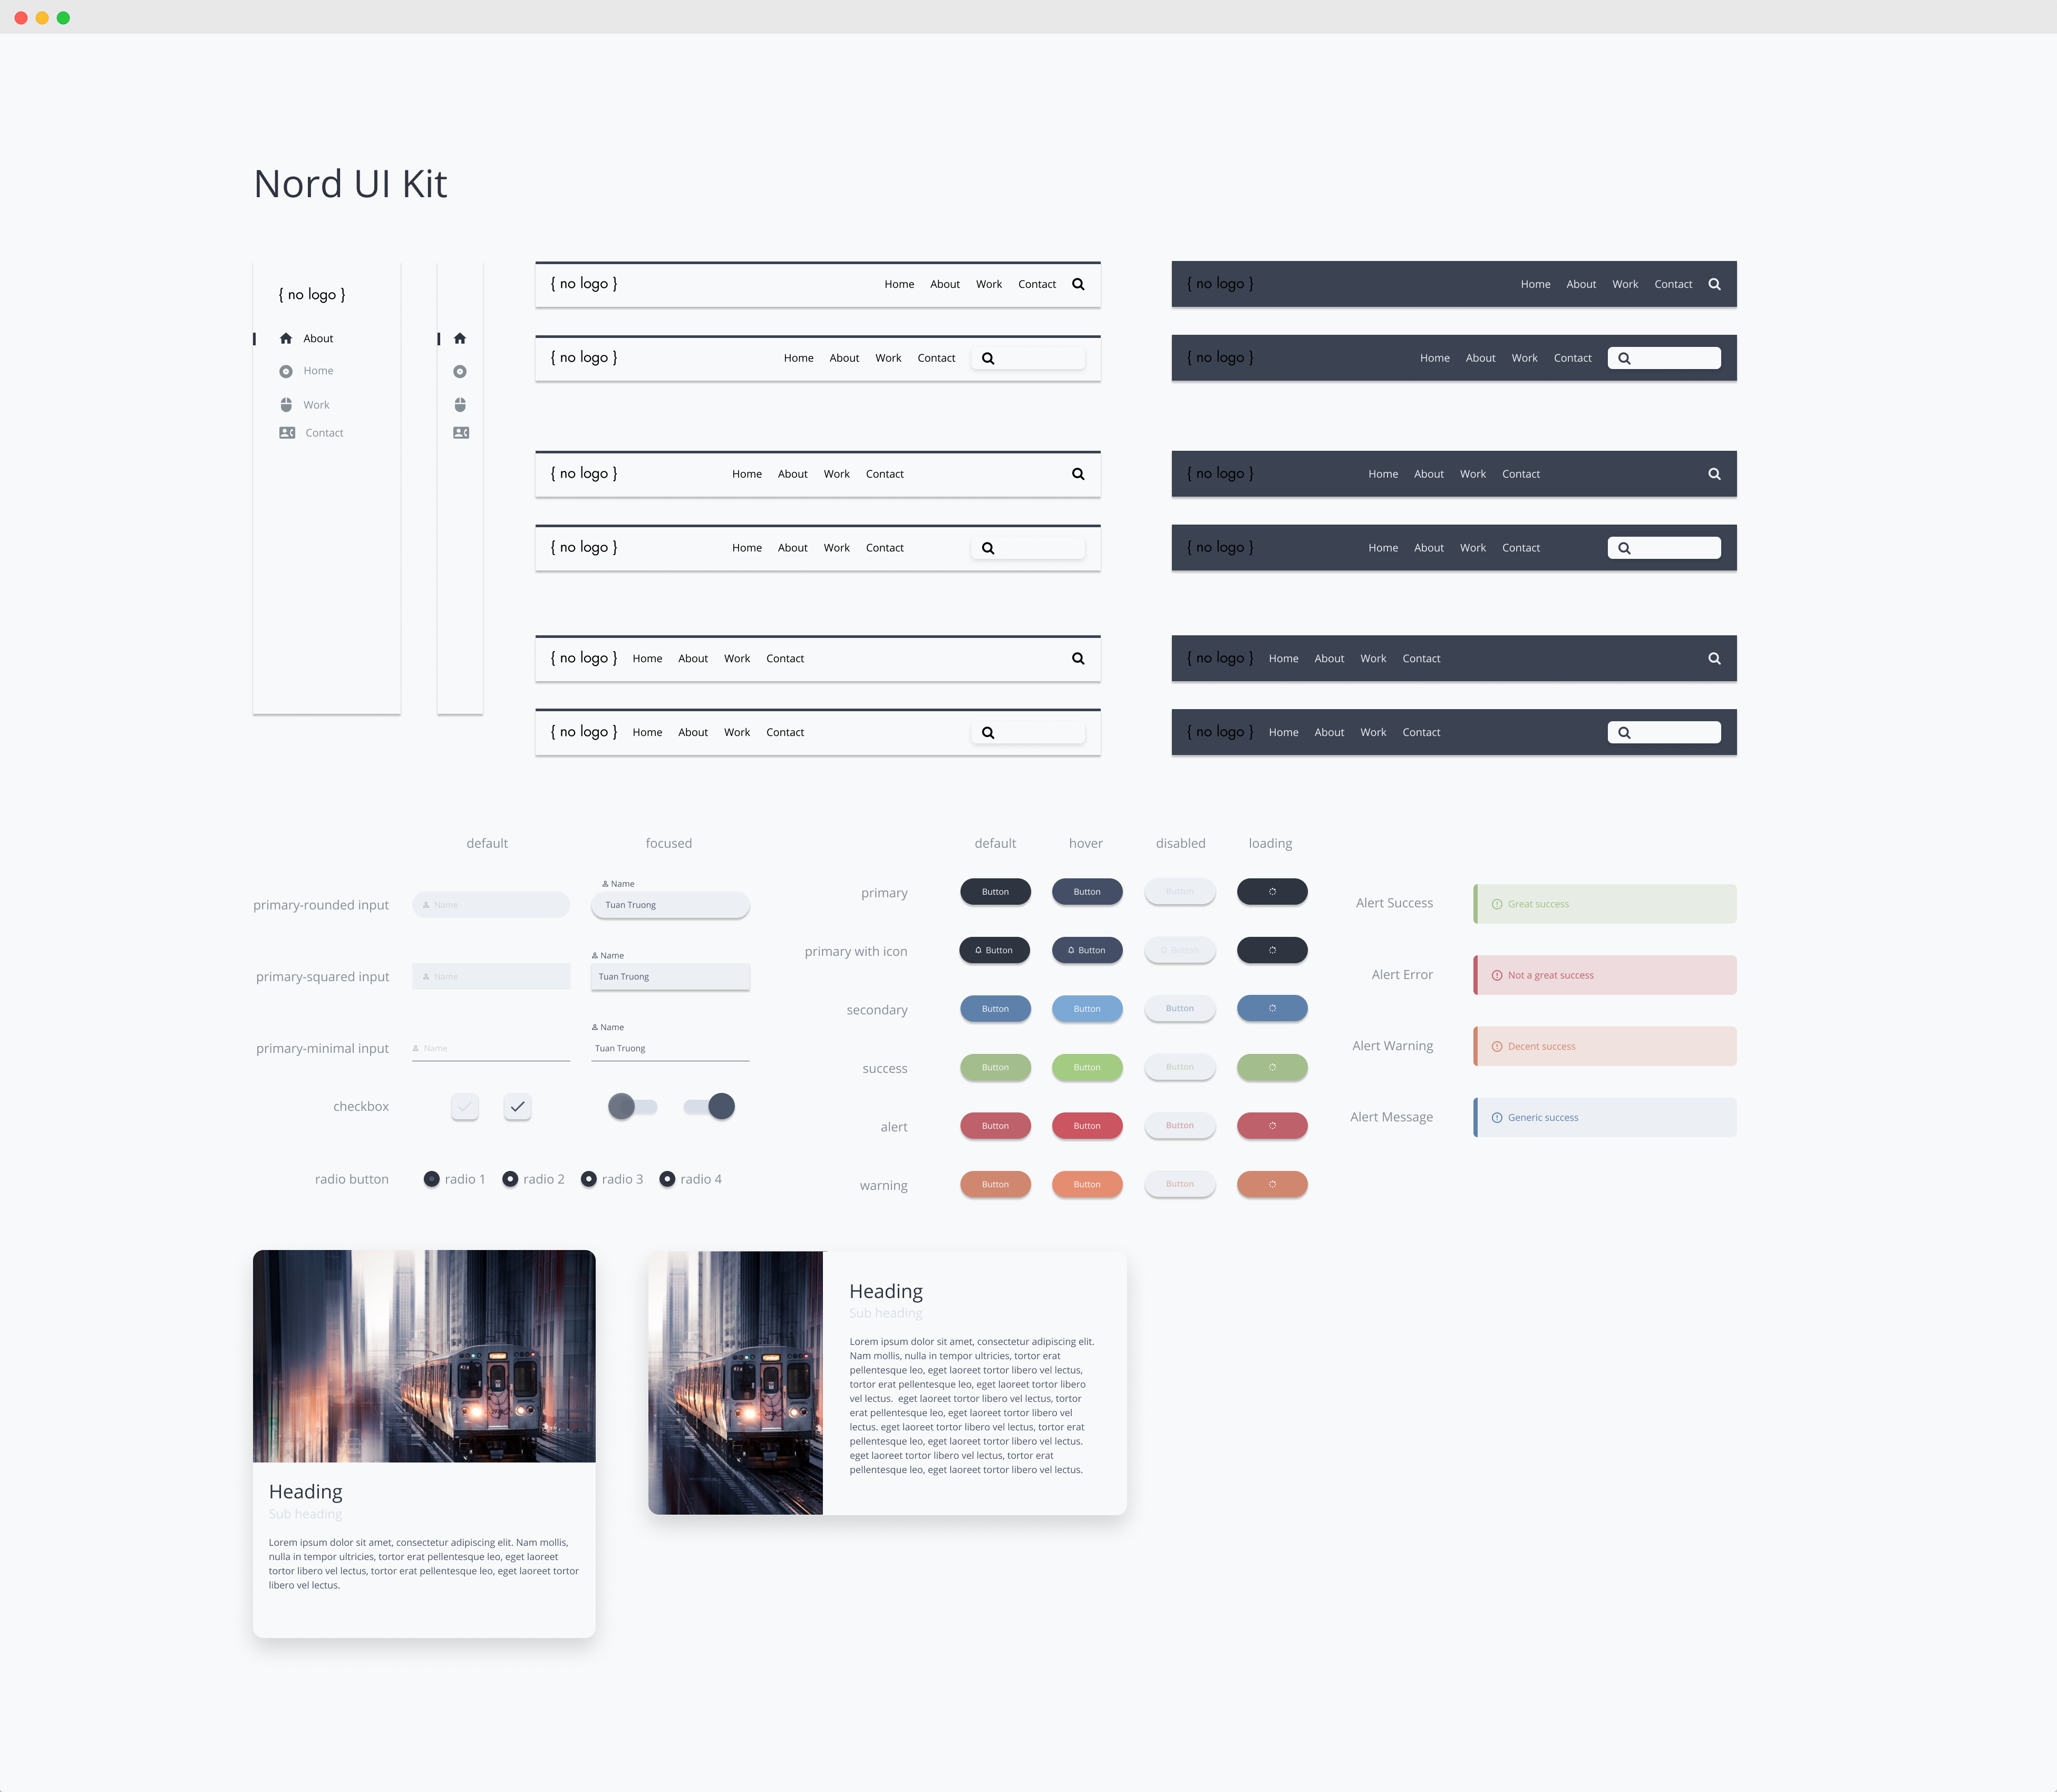 Nord UI Kit
{ no logo }
About
Home
Work
Contact
{ no logo } Home About Work Contact
{ no logo } Home About Work Contact
{ no logo } Home About Work Contact
{ no logo } Home About Work Contact
{ no logo } Home About Work Contact
{ no logo } Home About Work Contact
{ no logo } Home About Work Contact
{ no logo } Home About Work Contact
{ no logo } Home About Work Contact
{ no logo } Home About Work Contact
{ no logo } Home About Work Contact
{ no logo } Home About Work Contact
default focused
Name
primary-rounded input Name Tuan Truong
Name
primary-squared input Name Tuan Truong
Name
primary-minimal input Name Tuan Truong
checkbox
radio button radio 1 radio 2 radio 3 radio 4
default hover disabled loading
primary Button Button Button
primary with icon Button Button Button
secondary Button Button Button
success Button Button Button
alert Button Button Button
warning Button Button Button
Alert Success Great success
Alert Error Not a great success
Alert Warning Decent success
Alert Message Generic success
Heading
Sub heading
Lorem ipsum dolor sit amet, consectetur adipiscing elit. Nam mollis,
nulla in tempor ultricies, tortor erat pellentesque leo, eget laoreet
tortor libero vel lectus, tortor erat pellentesque leo, eget laoreet tortor
libero vel lectus.
Heading
Sub heading
Lorem ipsum dolor sit amet, consectetur adipiscing elit.
Nam mollis, nulla in tempor ultricies, tortor erat
pellentesque leo, eget laoreet tortor libero vel lectus,
tortor erat pellentesque leo, eget laoreet tortor libero
vel lectus.  eget laoreet tortor libero vel lectus, tortor
erat pellentesque leo, eget laoreet tortor libero vel
lectus. eget laoreet tortor libero vel lectus, tortor erat
pellentesque leo, eget laoreet tortor libero vel lectus.
eget laoreet tortor libero vel lectus, tortor erat
pellentesque leo, eget laoreet tortor libero vel lectus.